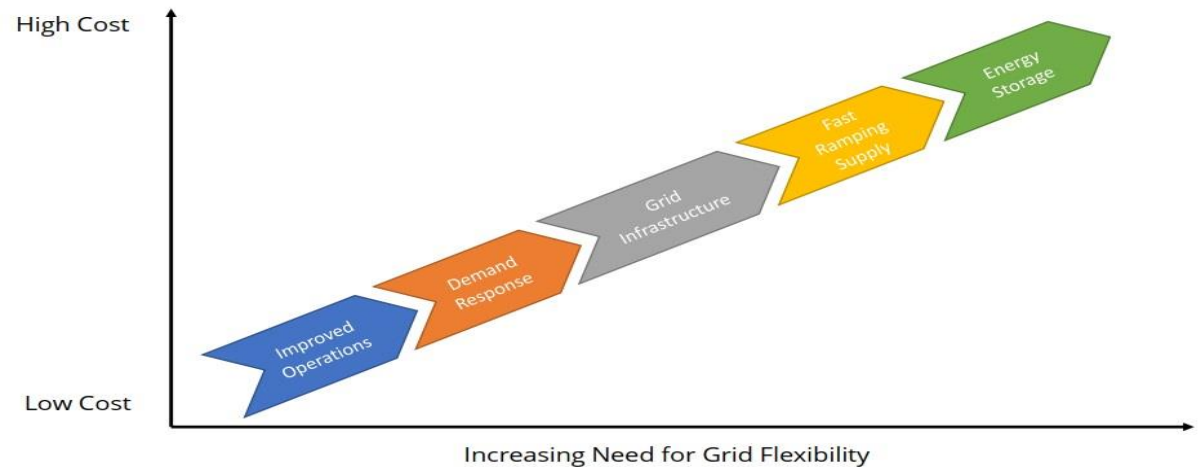 High Cost
Energy
Storage
Fast
Ramping
Supply
Grid
Infrastructure
Demand
Response
Improved
Operations
Low Cost
Increasing Need for Grid Flexibility